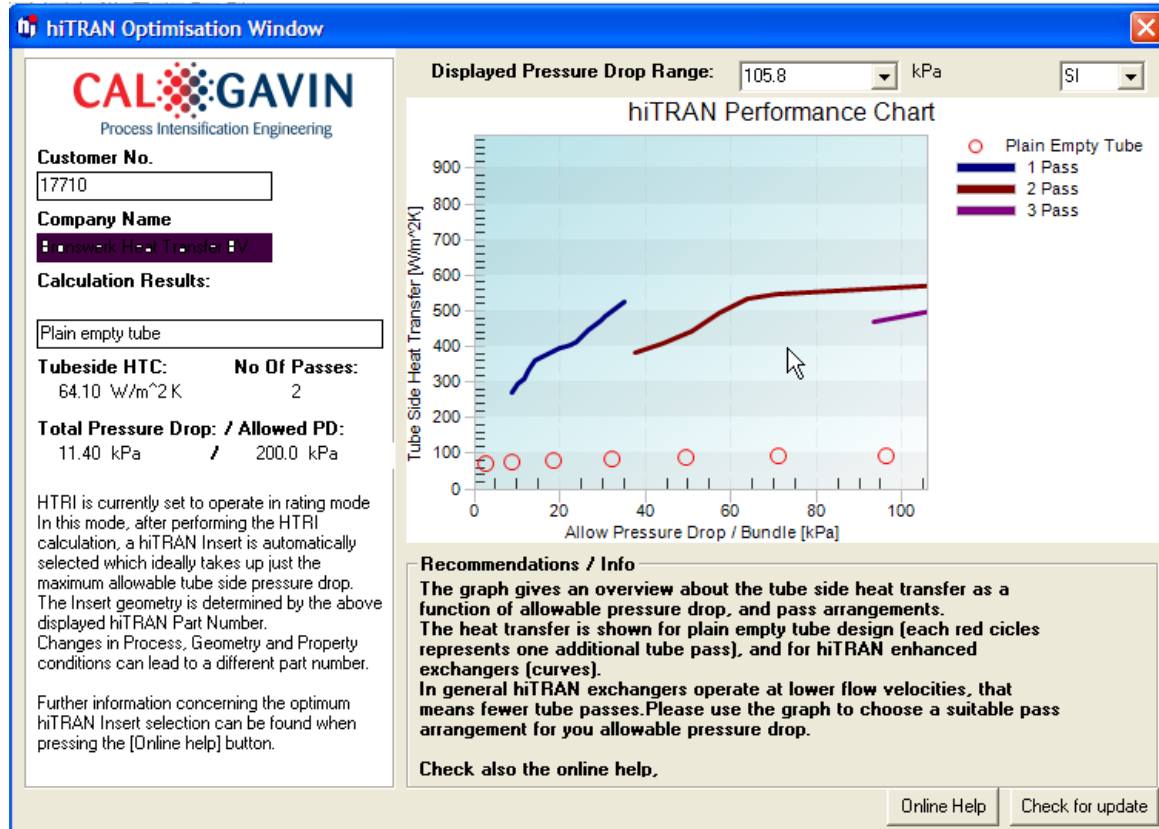 hiTRAN Optimisation Window
CALGAVIN
Process Intensification Engineering
Customer No.
17710
Company Name
Bronswerk Heat Transfer BV
Calculation Results:
Plain empty tube
Tubeside HTC: No Of Passes:
64.10 W/m^2 K 2
Total Pressure Drop: / Allowed PD:
11.40 kPa / 200.0 kPa
HTRI is currently set to operate in rating mode
In this mode, after performing the HTRI
calculation, a hiTRAN Insert is automatically
selected which ideally takes up just the
maximum allowable tube side pressure drop.
The Insert geometry is determined by the above
displayed hiTRAN Part Number.
Changes in Process, Geometry and Property
conditions can lead to a different part number.
Further information concerning the optimum
hiTRAN Insert selection can be found when
pressing the [Online help] button.
Displayed Pressure Drop Range: 105.8 kPa SI
hiTRAN Performance Chart
Plain Empty Tube
1 Pass
2 Pass
3 Pass
Tube Side Heat Transfer [W/m^2K]
900
800
700
600
500
400
300
200
100
0
0 20 40 60 80 100
Allow Pressure Drop / Bundle [kPa]
Recommendations / Info
The graph gives an overview about the tube side heat transfer as a
function of allowable pressure drop, and pass arrangements.
The heat transfer is shown for plain empty tube design (each red cicles
represents one additional tube pass), and for hiTRAN enhanced
exchangers (curves).
In general hiTRAN exchangers operate at lower flow velocities, that
means fewer tube passes.Please use the graph to choose a suitable pass
arrangement for you allowable pressure drop.
Check also the online help,
Online Help Check for update